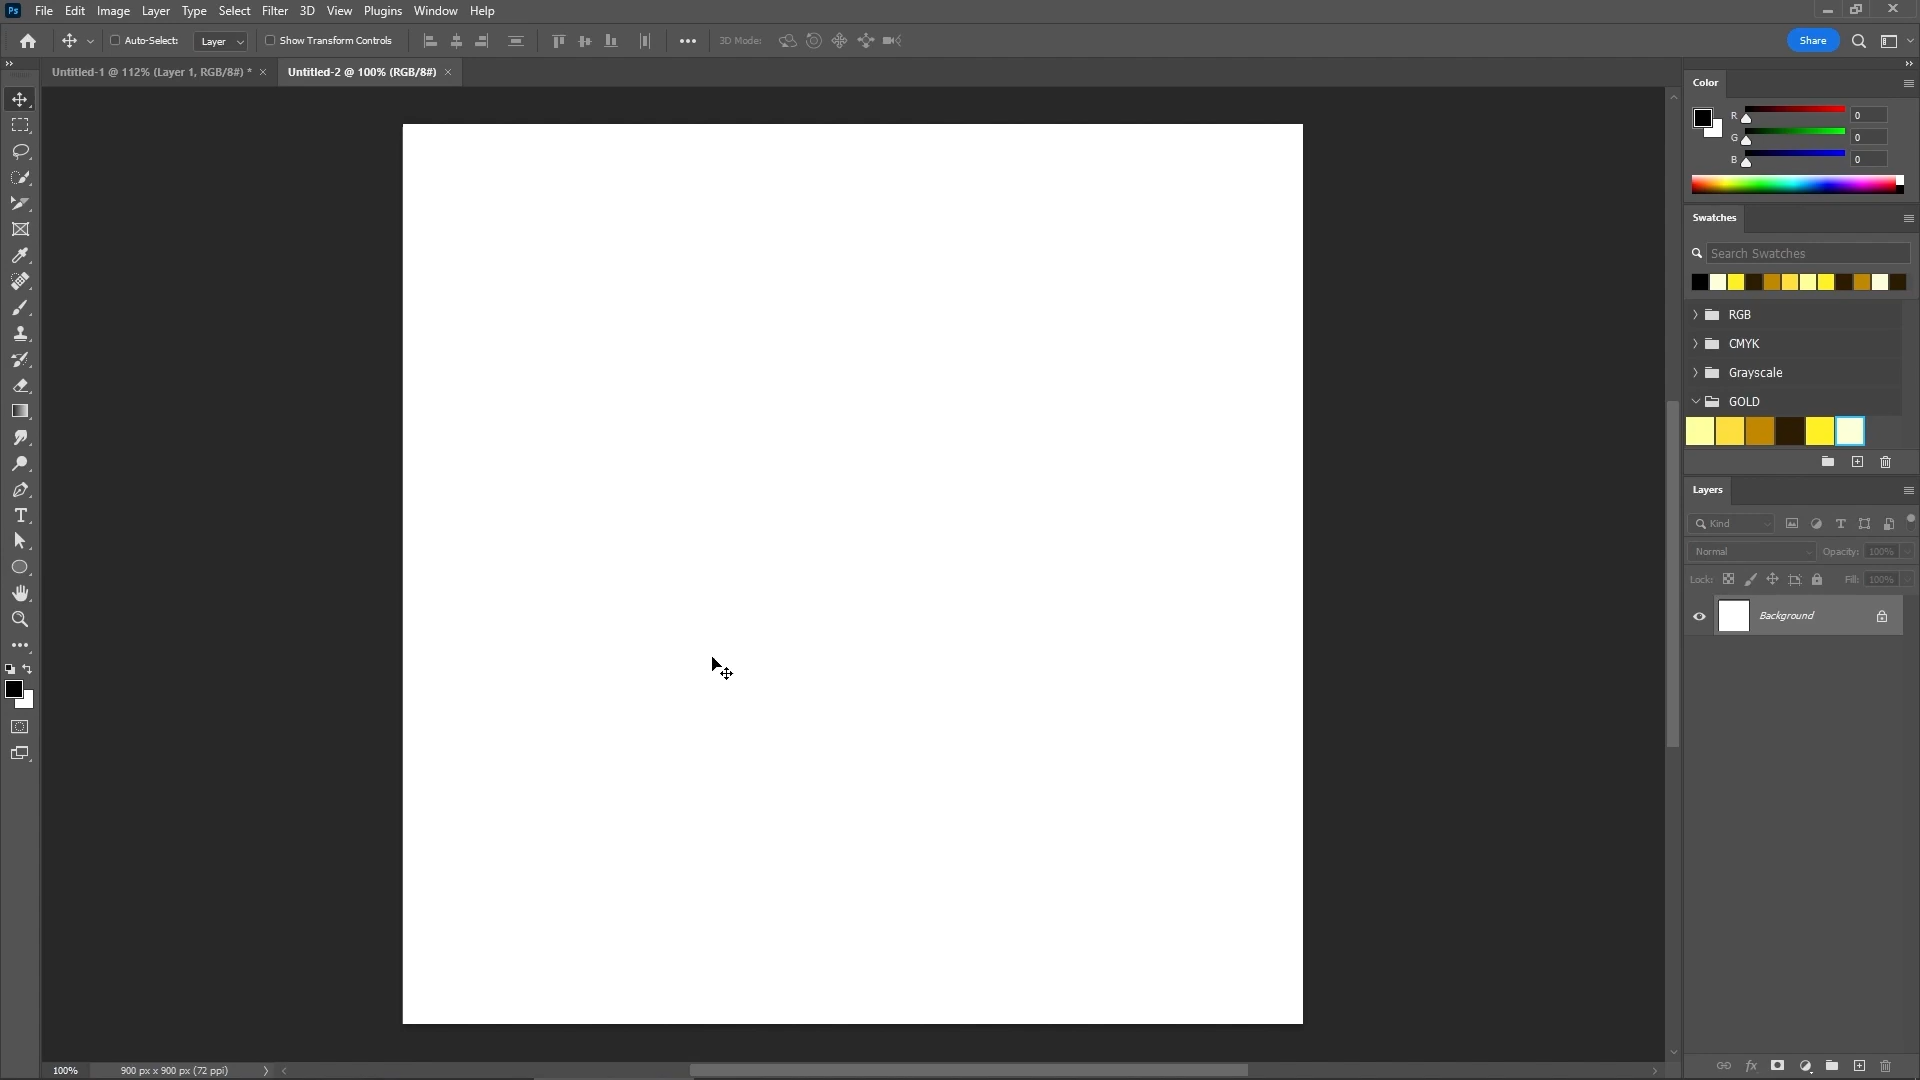 Ps File Edit Image Layer Type Select Filter 3D View Plugins Window Help
Auto-Select: Layer Show Transform Controls 3D Mode: Share
Untitled-1 @ 112% (Layer 1, RGB/8#) * Untitled-2 @ 100% (RGB/8#)
Color
R 0
G 0
B 0
Swatches
Search Swatches
RGB
CMYK
Grayscale
GOLD
Layers
Kind
Normal Opacity: 100%
Lock: Fill: 100%
Background
100% 900 px x 900 px (72 ppi)